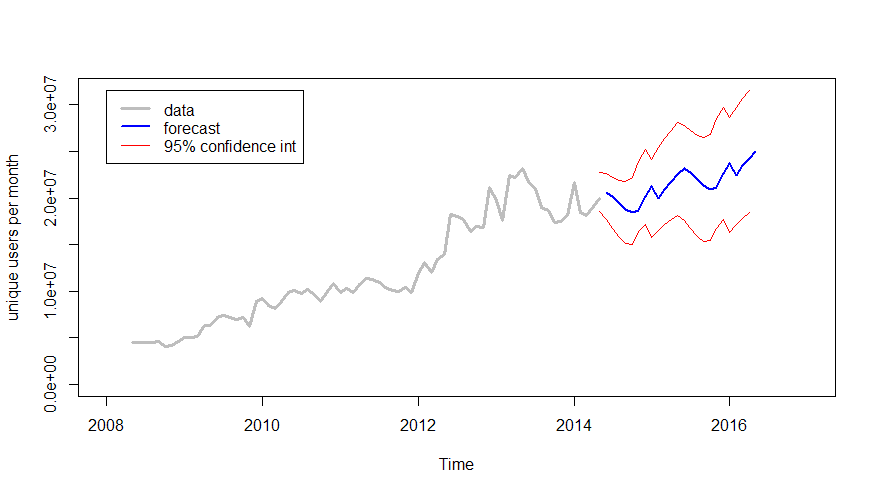 data
forecast
95% confidence int
unique users per month
3.0e+07
2.0e+07
1.0e+07
0.0e+00
2008 2010 2012 2014 2016
Time